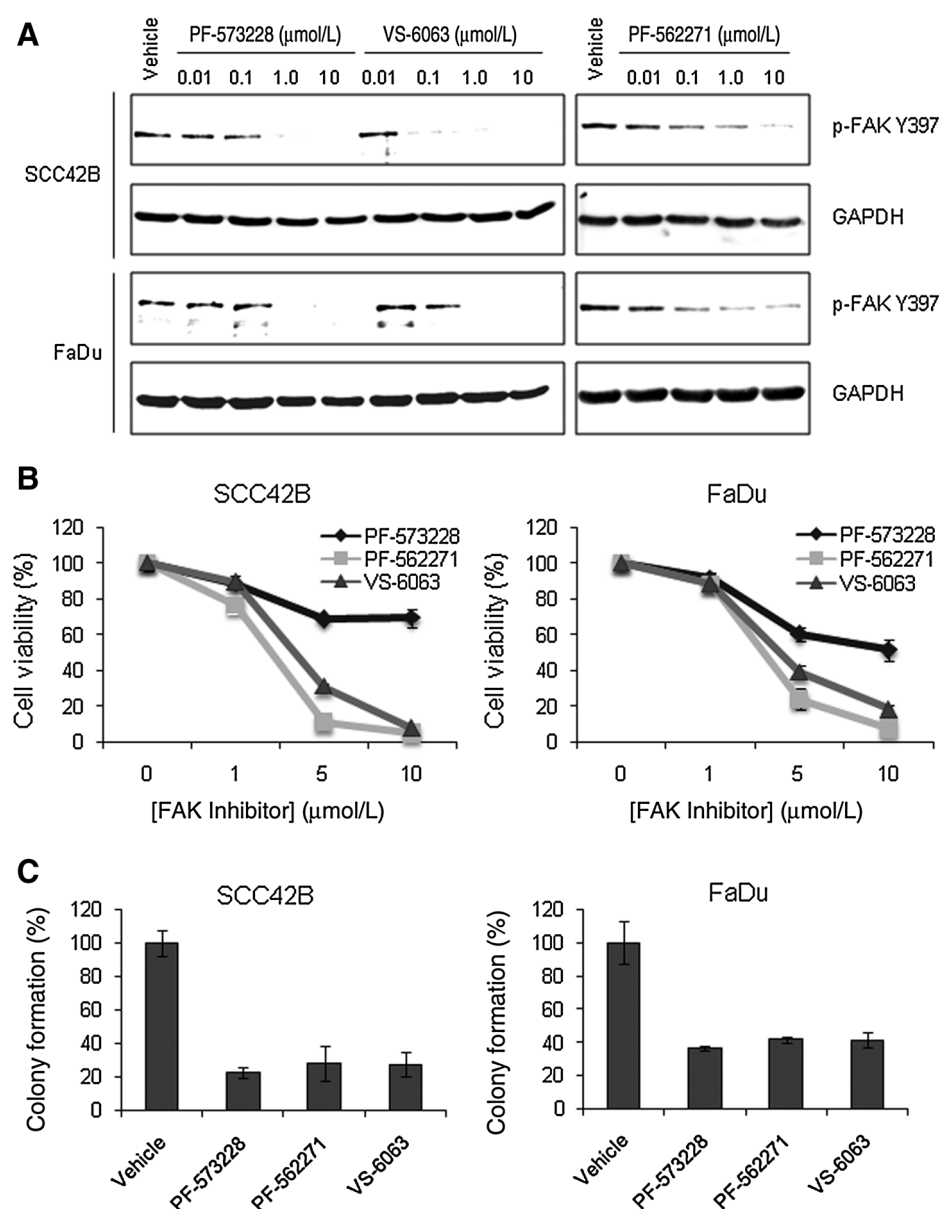 A
Vehicle
PF-573228 (μmol/L)
VS-6063 (μmol/L)
0.01 0.1 1.0 10 0.01 0.1 1.0 10
Vehicle
PF-562271 (μmol/L)
0.01 0.1 1.0 10
SCC42B
p-FAK Y397
GAPDH
FaDu
p-FAK Y397
GAPDH
B
SCC42B
Cell viability (%)
120
100
80
60
40
20
0
PF-573228
PF-562271
VS-6063
0 1 5 10
[FAK Inhibitor] (μmol/L)
FaDu
Cell viability (%)
120
100
80
60
40
20
0
PF-573228
PF-562271
VS-6063
0 1 5 10
[FAK Inhibitor] (μmol/L)
C
SCC42B
Colony formation (%)
120
100
80
60
40
20
0
Vehicle
PF-573228
PF-562271
VS-6063
FaDu
Colony formation (%)
120
100
80
60
40
20
0
Vehicle
PF-573228
PF-562271
VS-6063